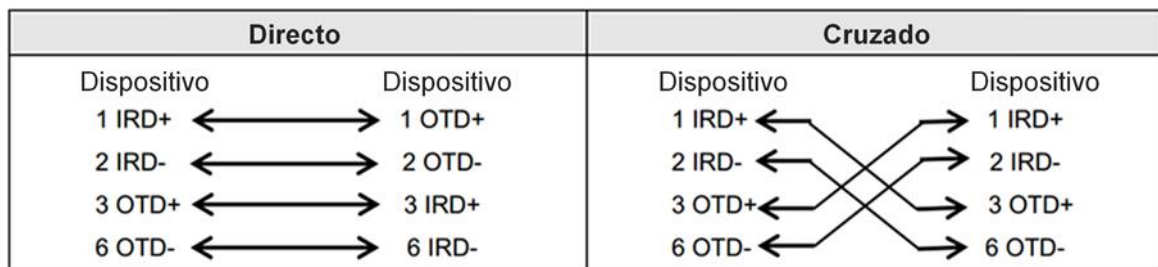 Directo Cruzado
Dispositivo Dispositivo Dispositivo Dispositivo
1 IRD+ 1 OTD+ 1 IRD+ 1 IRD+
2 IRD- 2 OTD- 2 IRD- 2 IRD-
3 OTD+ 3 IRD+ 3 OTD+ 3 OTD+
6 OTD- 6 IRD- 6 OTD- 6 OTD-